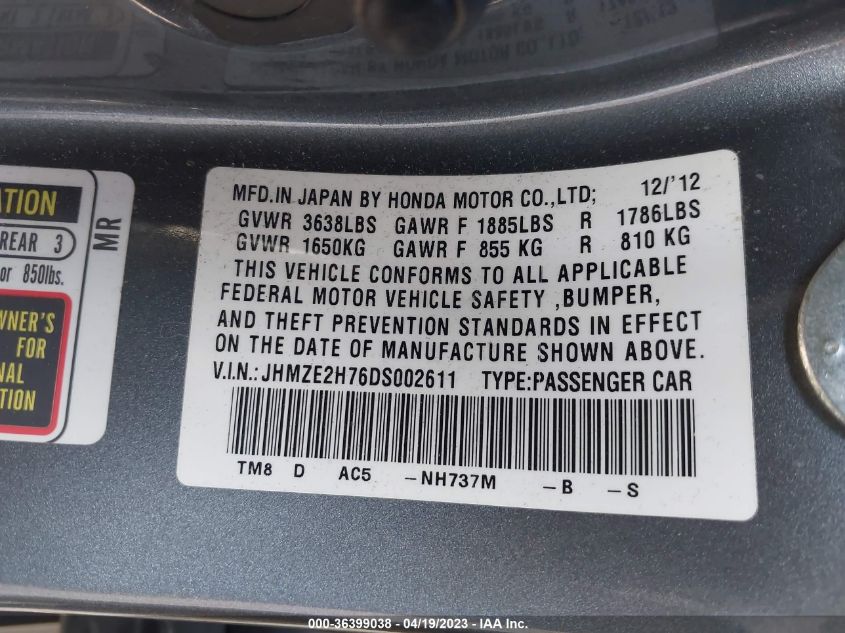 ATION
REAR 3
or 850lbs.
MR
WNER'S
FOR
NAL
TION
MFD.IN JAPAN BY HONDA MOTOR CO.,LTD; 12/'12
GVWR 3638LBS GAWR F 1885LBS R 1786LBS
GVWR 1650KG GAWR F 855 KG R 810 KG
THIS VEHICLE CONFORMS TO ALL APPLICABLE
FEDERAL MOTOR VEHICLE SAFETY ,BUMPER,
AND THEFT PREVENTION STANDARDS IN EFFECT
ON THE DATE OF MANUFACTURE SHOWN ABOVE.
V.I.N.: JHMZE2H76DS002611 TYPE:PASSENGER CAR
TM8 D AC5 -NH737M -B -S
000-36399038 - 04/19/2023 - IAA Inc.